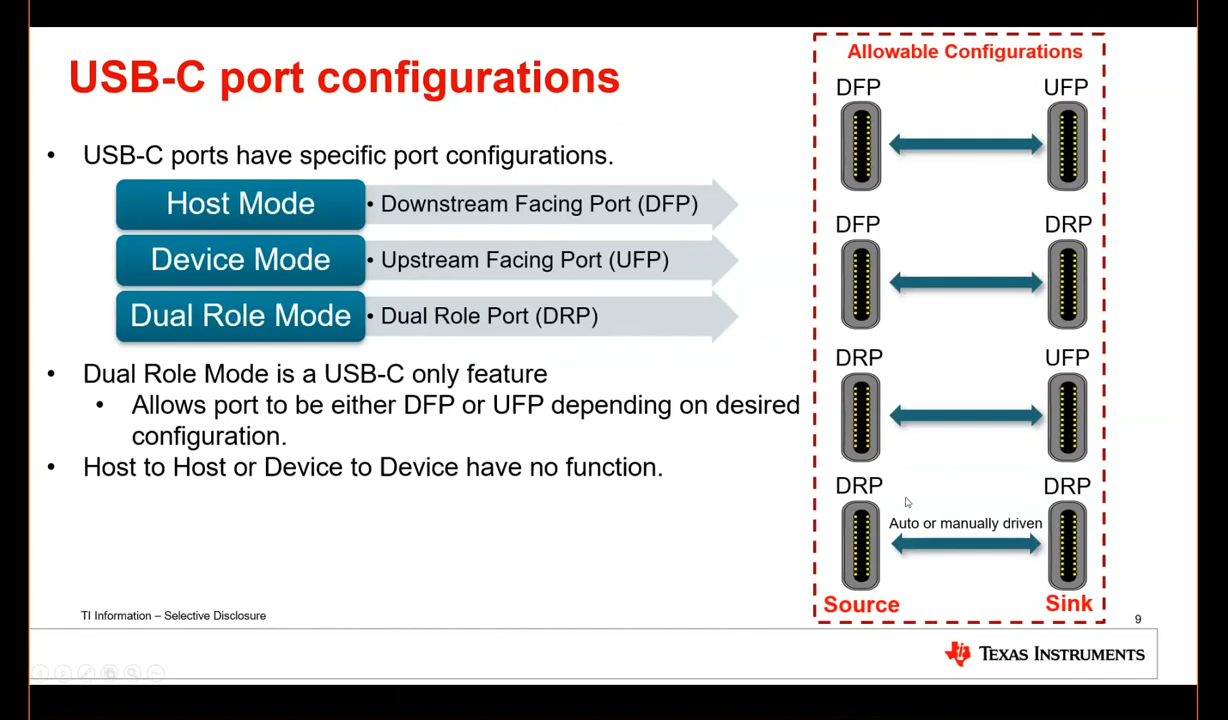 USB-C port configurations
• USB-C ports have specific port configurations.
Host Mode • Downstream Facing Port (DFP)
Device Mode • Upstream Facing Port (UFP)
Dual Role Mode • Dual Role Port (DRP)
• Dual Role Mode is a USB-C only feature
• Allows port to be either DFP or UFP depending on desired
configuration.
• Host to Host or Device to Device have no function.
Allowable Configurations
DFP UFP
DFP DRP
DRP UFP
DRP DRP
Auto or manually driven
Source Sink
TI Information – Selective Disclosure
9
TEXAS INSTRUMENTS